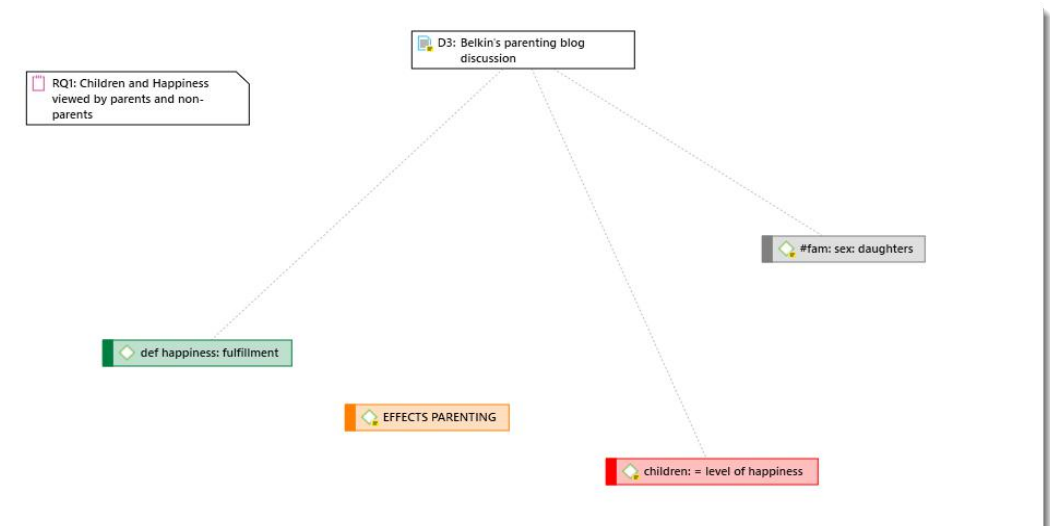 D3: Belkin's parenting blog
discussion
RQ1: Children and Happiness
viewed by parents and non-
parents
#fam: sex: daughters
def happiness: fulfillment
EFFECTS PARENTING
children: = level of happiness